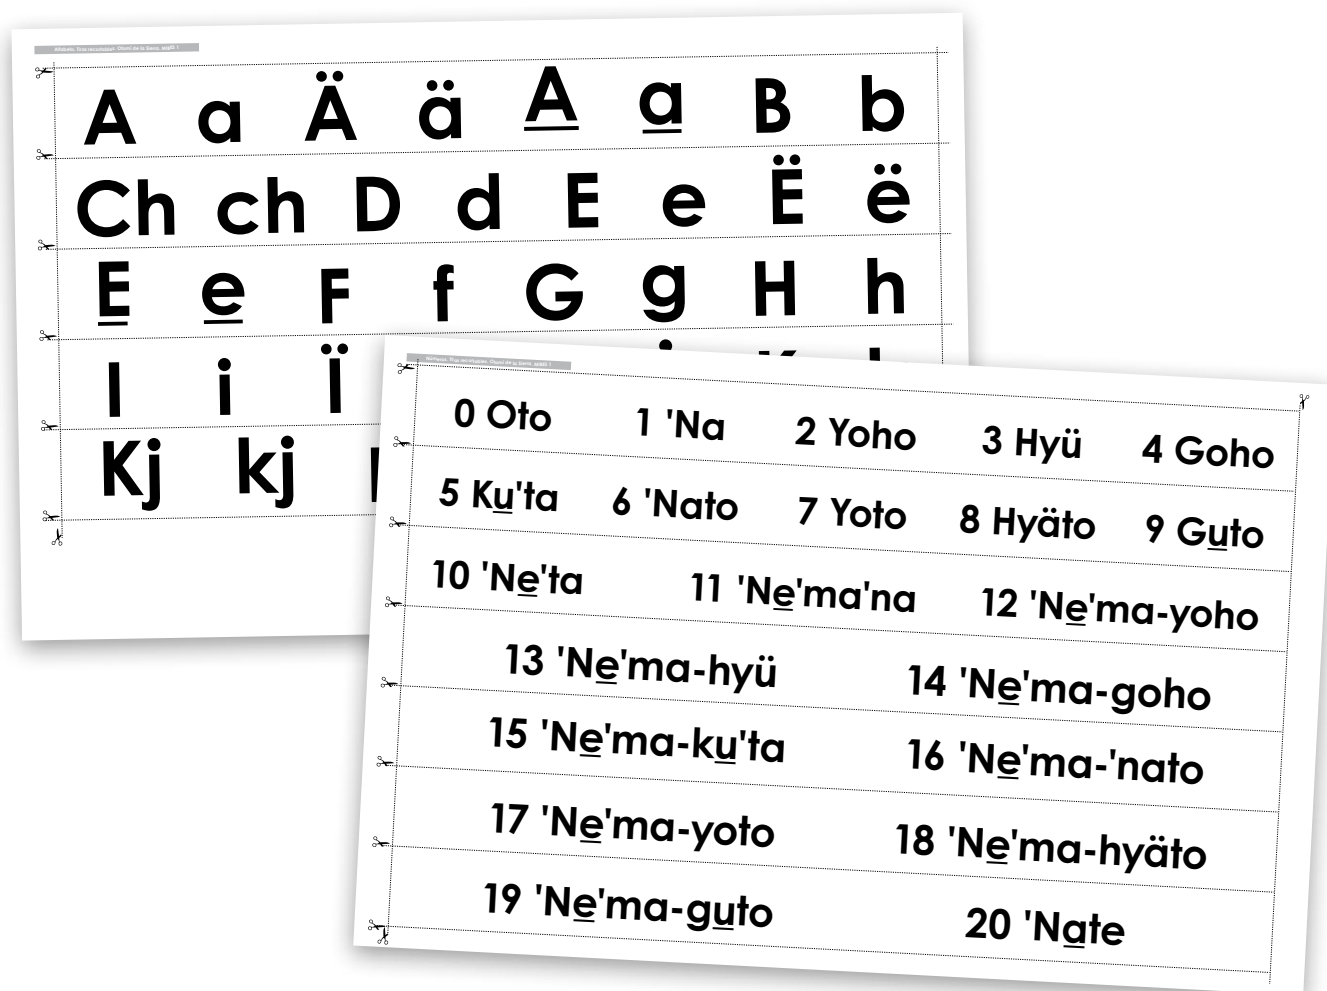 A a Ä ä A̲ a̲ B b
Ch ch D d E e Ë ë
E̲ e̲ F f G g H h
I i Ï
Kj kj
0 Oto 1 'Na 2 Yoho 3 Hyü 4 Goho
5 Ku̲'ta 6 'Nato 7 Yoto 8 Hyäto 9 Gu̲to
10 'Ne̲'ta 11 'Ne̲'ma'na 12 'Ne̲'ma-yoho
13 'Ne̲'ma-hyü 14 'Ne̲'ma-goho
15 'Ne̲'ma-ku̲'ta 16 'Ne̲'ma-'nato
17 'Ne̲'ma-yoto 18 'Ne̲'ma-hyäto
19 'Ne̲'ma-gu̲to 20 'Na̲te